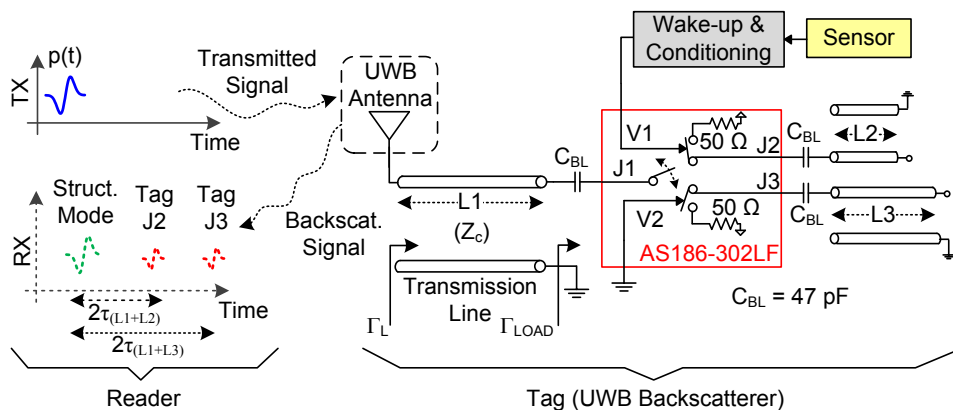 p(t)
TX
Time
Transmitted
Signal
UWB
Antenna
Wake-up &
Conditioning
Sensor
V1
50 Ω
J2
C_BL
L2
J1
C_BL
L1
(Z_c)
V2
50 Ω
J3
C_BL
L3
AS186-302LF
C_BL = 47 pF
Struct.
Mode
Tag
J2
Tag
J3
RX
Time
Backscat.
Signal
2τ_(L1+L2)
2τ_(L1+L3)
Γ_L
Transmission
Line
Γ_LOAD
Reader
Tag (UWB Backscatterer)